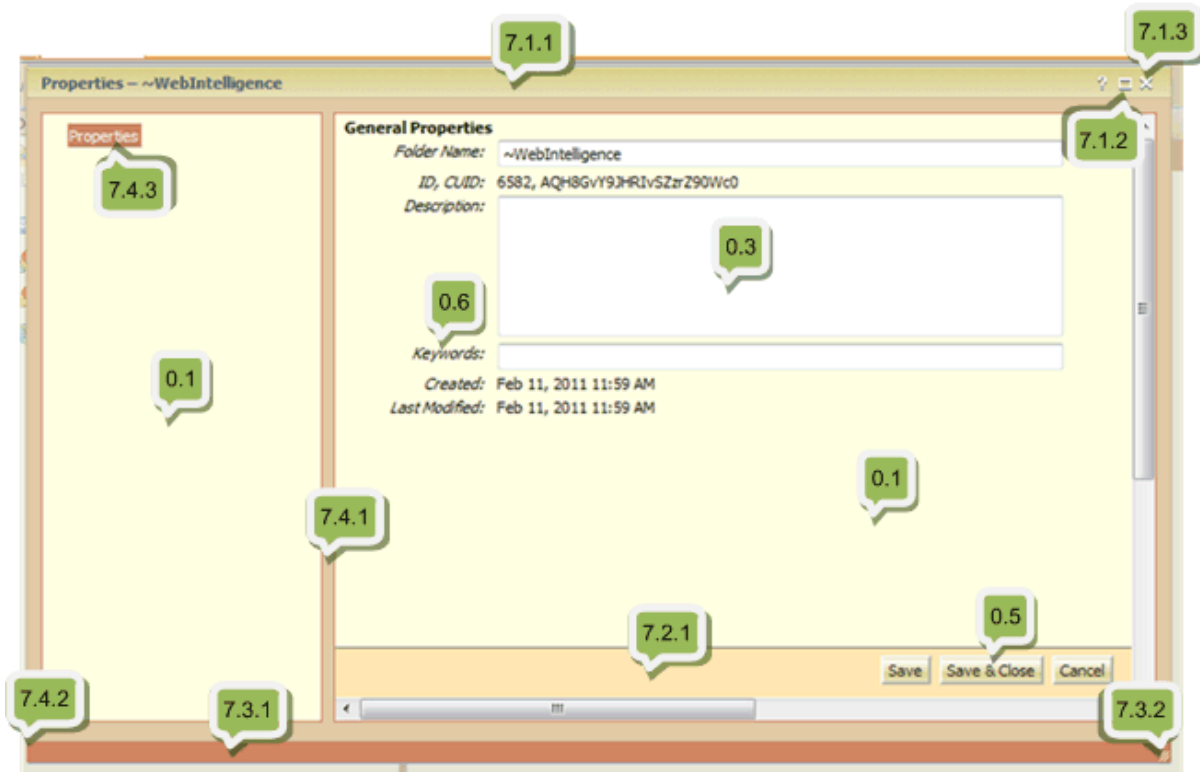 7.1.3
7.1.1
Properties – ~WebIntelligence
?
7.1.2
Properties
General Properties
Folder Name: ~WebIntelligence
7.4.3
ID, CUID: 6582, AQH8GvY9JHRIvSZzrZ90Wc0
Description:
0.3
0.6
Keywords:
0.1
Created: Feb 11, 2011 11:59 AM
Last Modified: Feb 11, 2011 11:59 AM
0.1
7.4.1
0.5
7.2.1
Save Save & Close Cancel
7.4.2
7.3.1
7.3.2